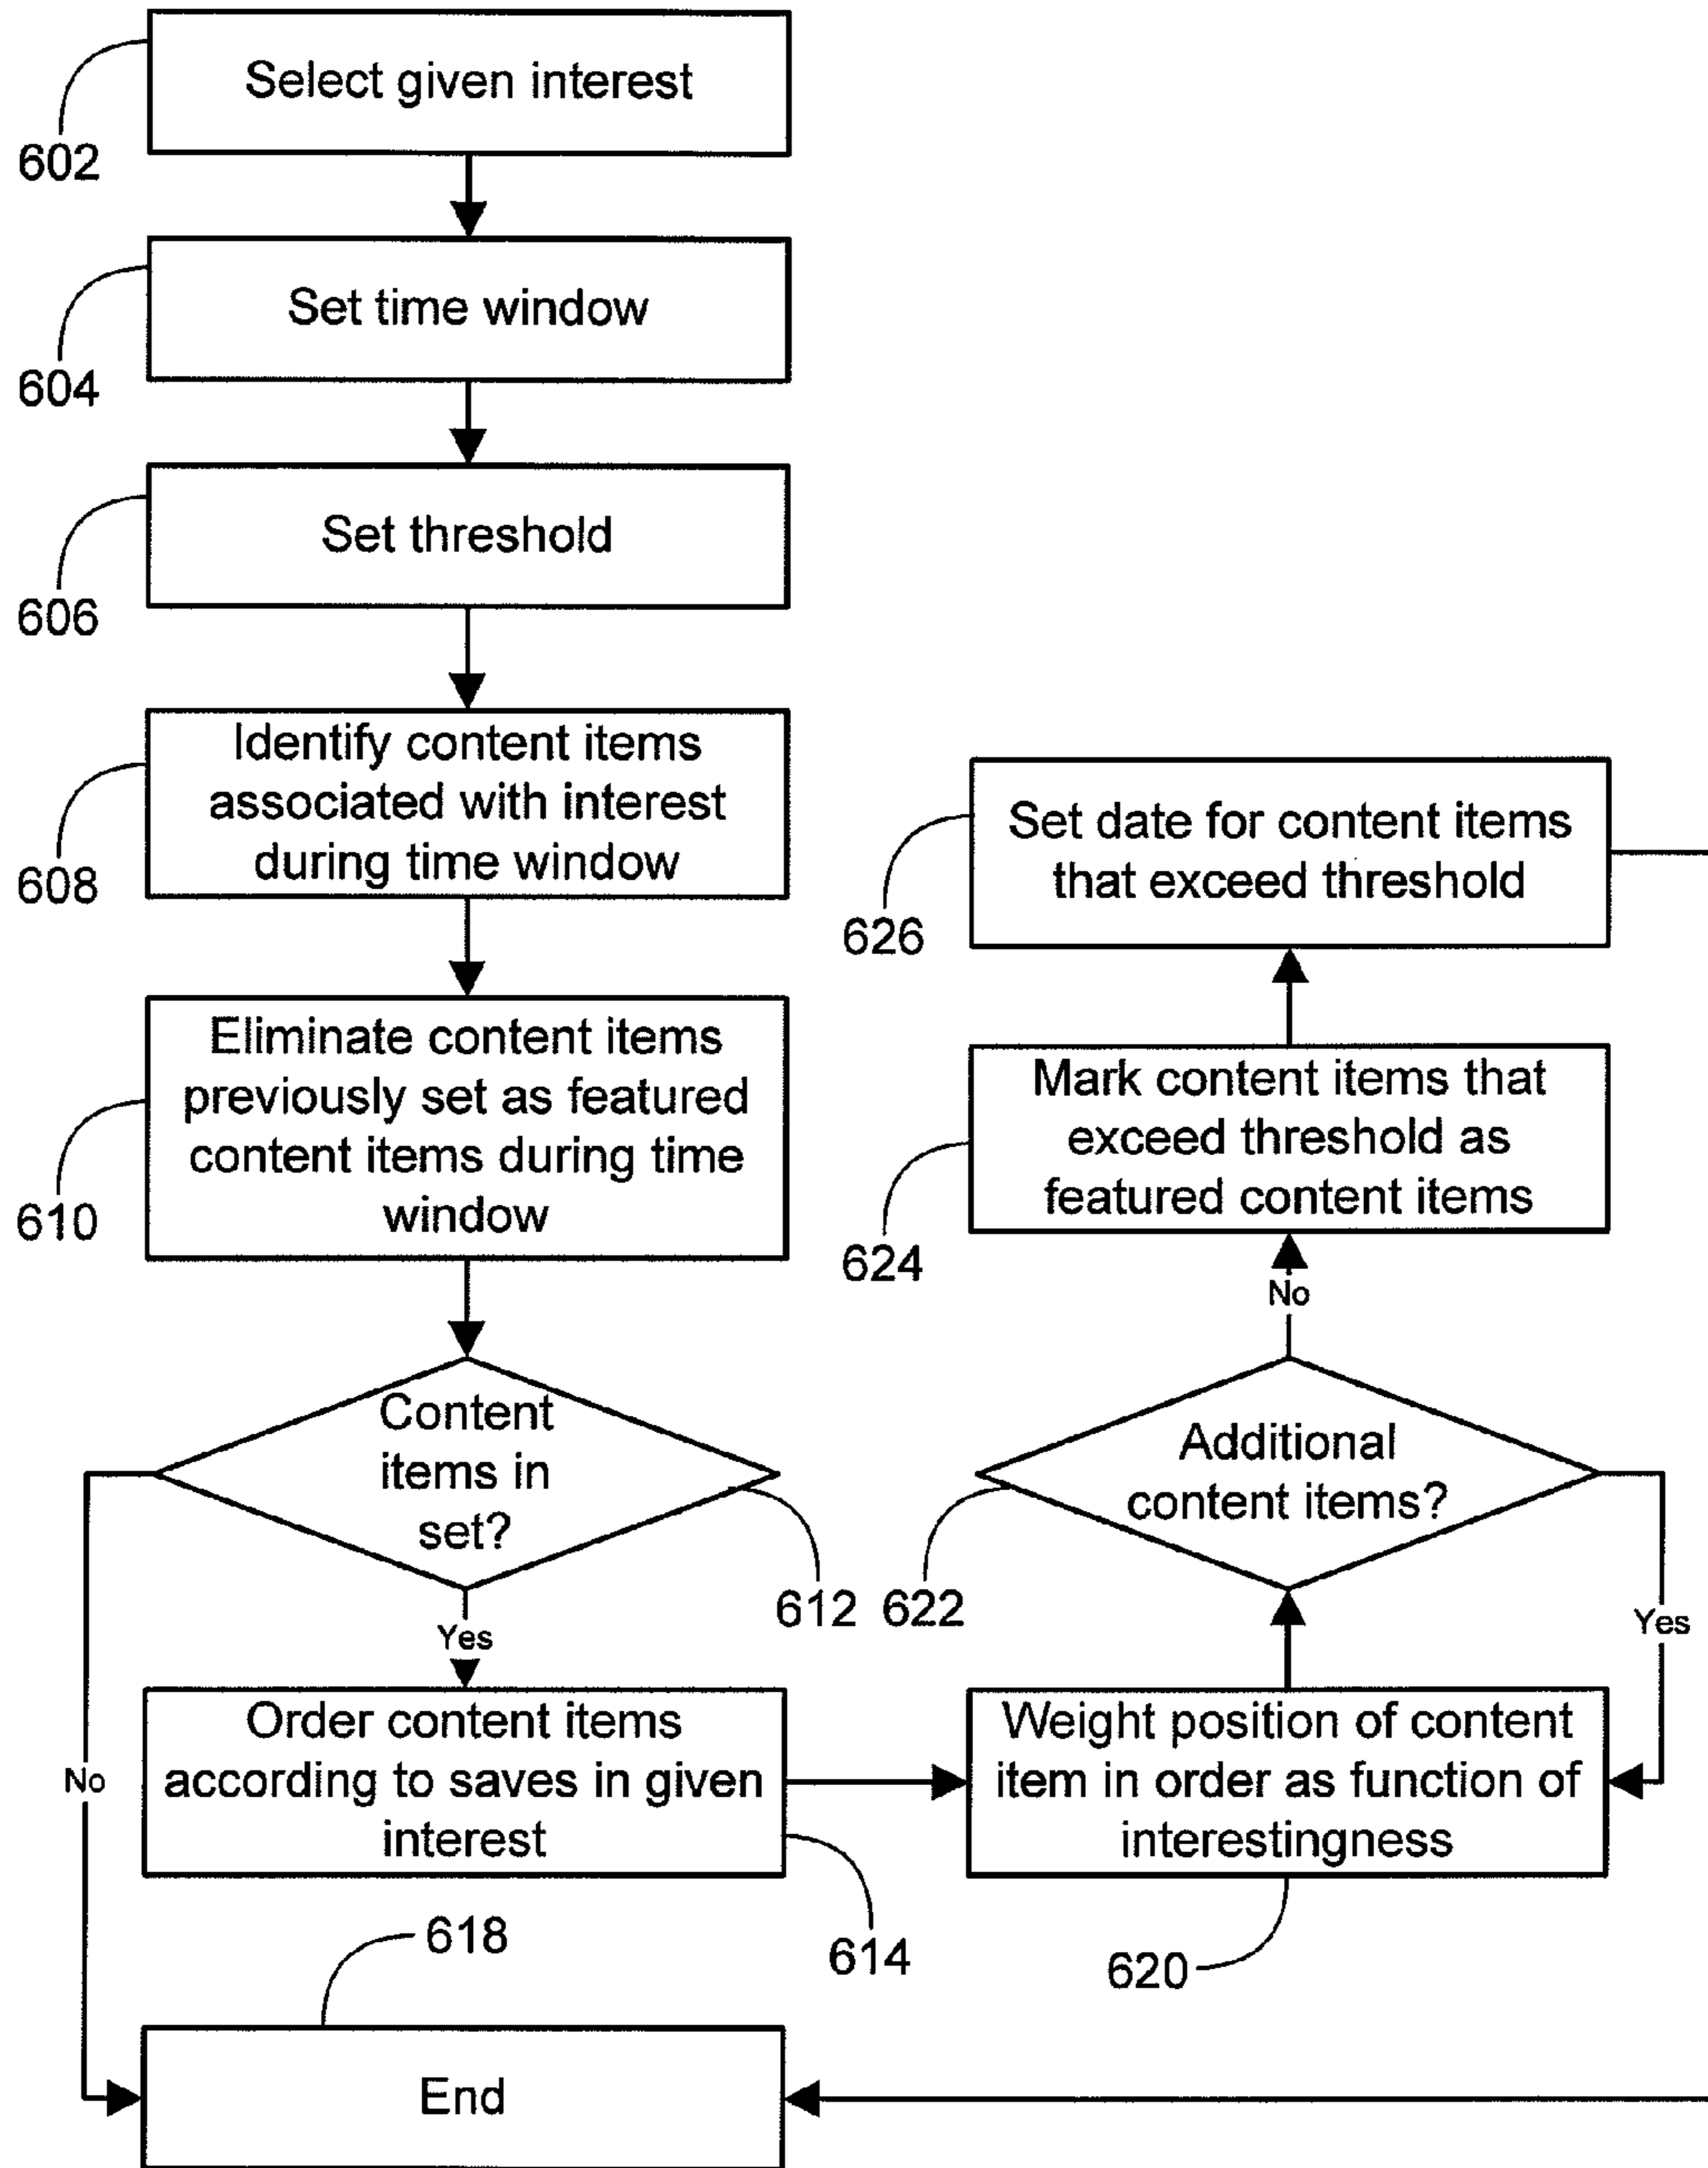 Select given interest
602
Set time window
604
Set threshold
606
Identify content items
associated with interest
during time window
608
Eliminate content items
previously set as featured
content items during time
window
610
Content
items in
set?
612
Yes
No
Order content items
according to saves in given
interest
614
Weight position of content
item in order as function of
interestingness
620
Additional
content items?
622
Yes
No
Mark content items that
exceed threshold as
featured content items
624
Set date for content items
that exceed threshold
626
618
End